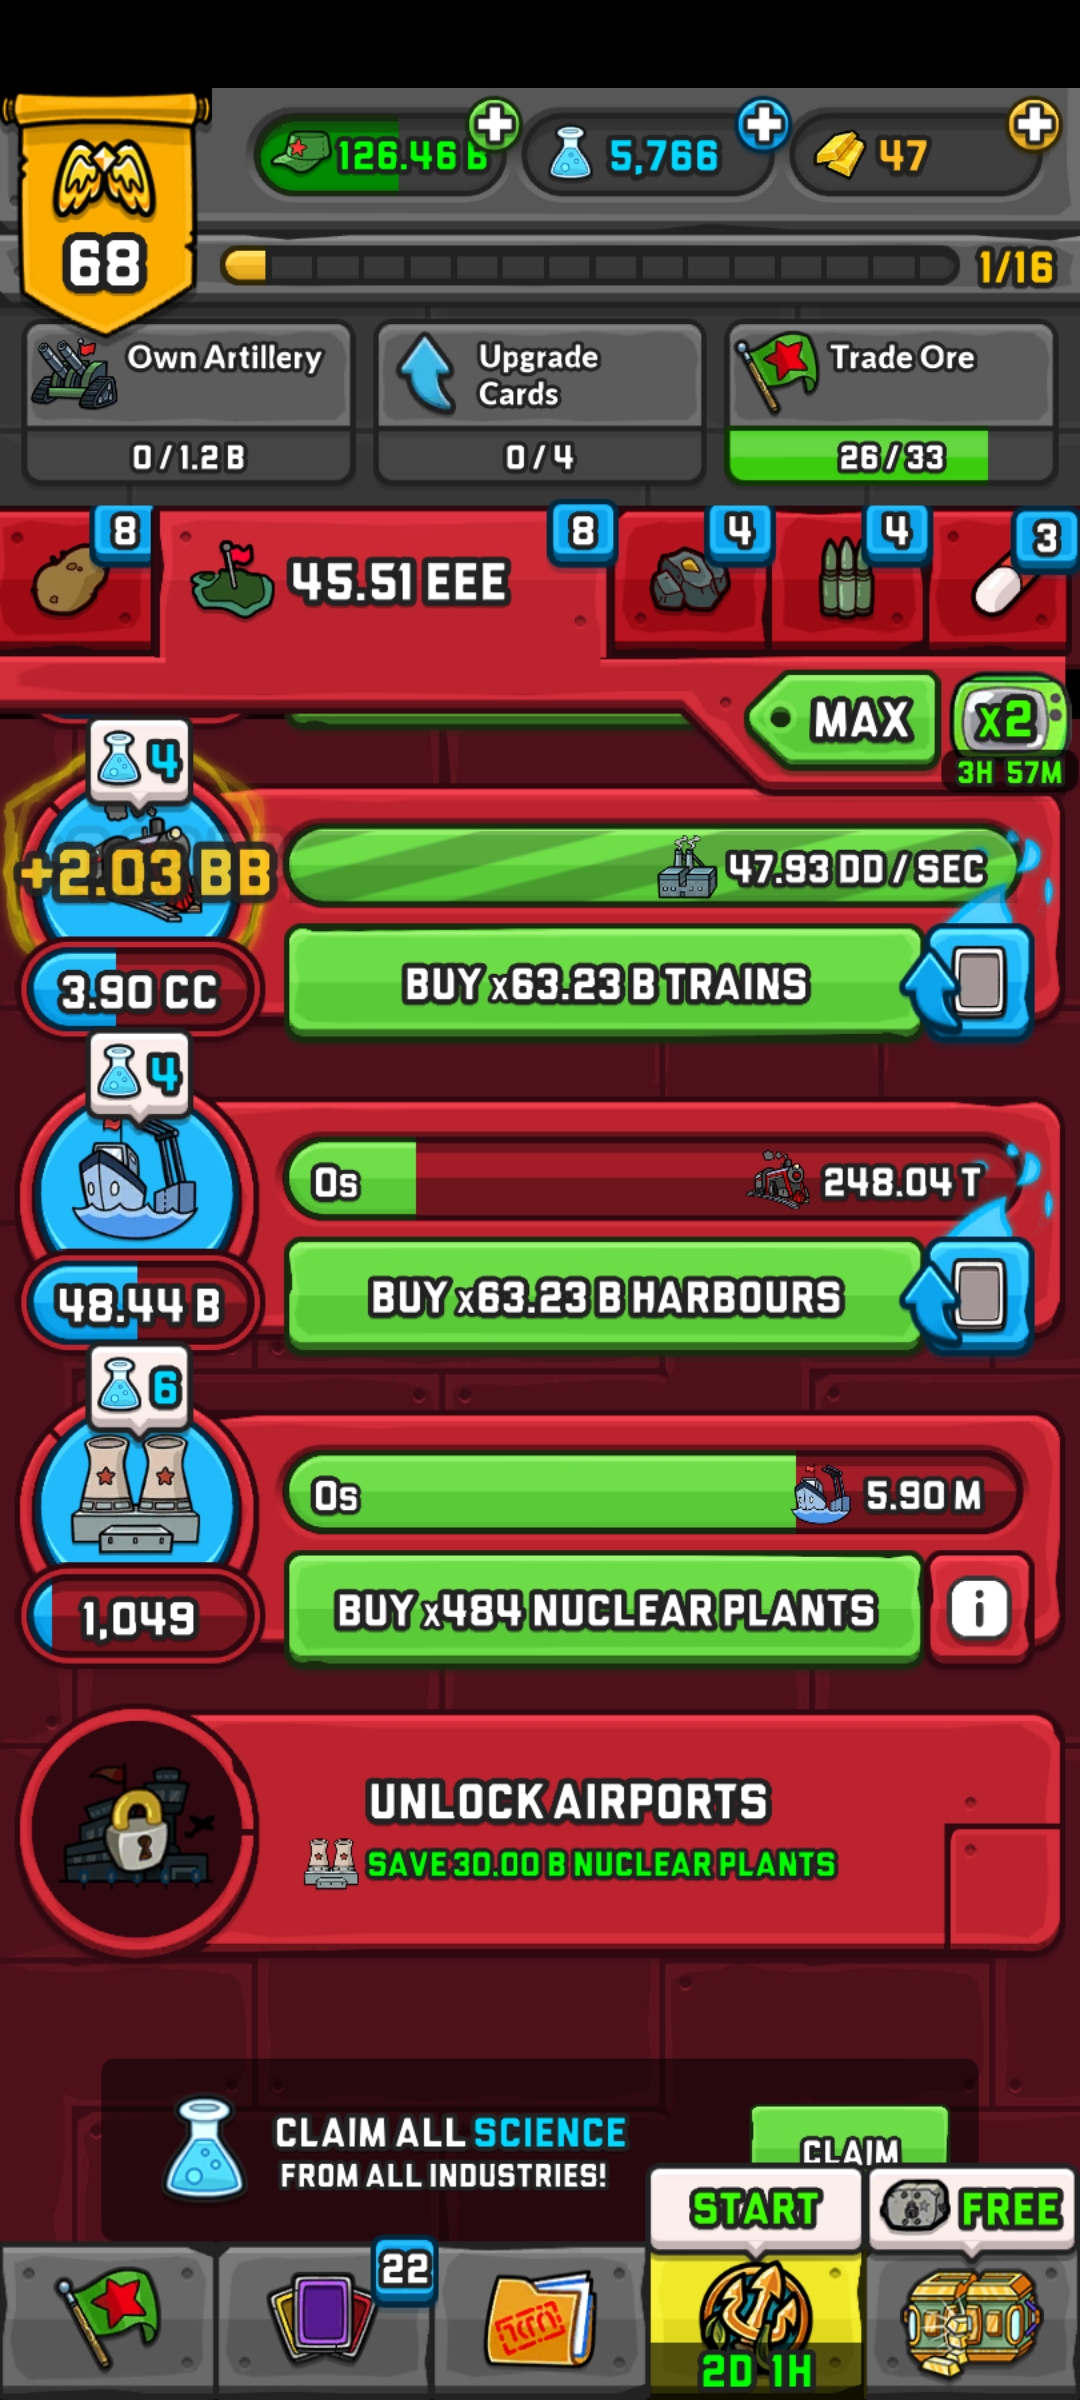 126.46 B
5,766
47
68
1/16
Own Artillery
0/1.2 B
Upgrade
Cards
0/4
Trade Ore
26/33
8
45.51 EEE
8
4
4
3
MAX
x2
3H 57M
4
+2.03 BB
47.93 DD / SEC
3.90 CC
BUY x63.23 B TRAINS
4
0s
248.04 T
48.44 B
BUY x63.23 B HARBOURS
6
0s
5.90 M
1,049
BUY x484 NUCLEAR PLANTS
i
UNLOCK AIRPORTS
SAVE 30.00 B NUCLEAR PLANTS
CLAIM ALL SCIENCE
FROM ALL INDUSTRIES!
CLAIM
START
FREE
22
2D 1H